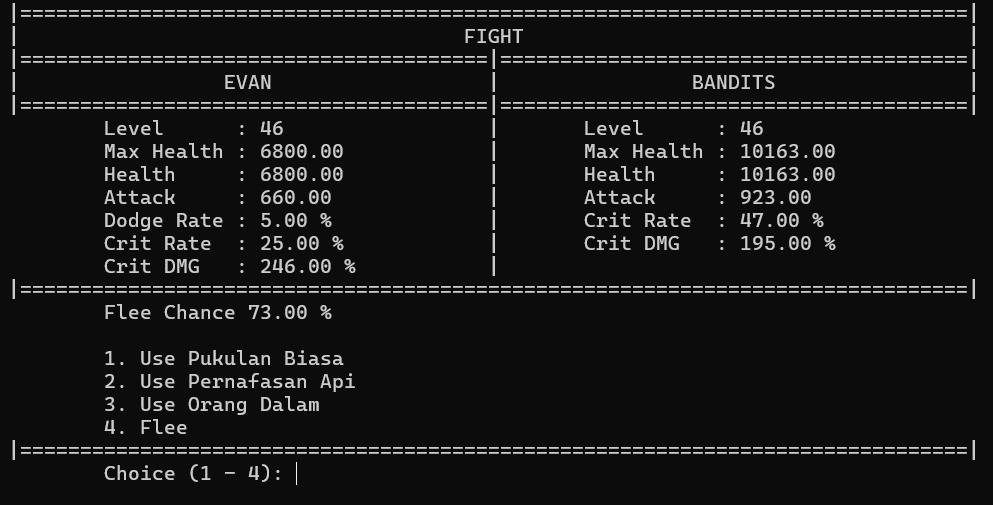 |===============================================================================|
|                                     FIGHT                                     |
|=======================================|=======================================|
|                 EVAN                  |                BANDITS                |
|=======================================|=======================================|
Level      : 46 | Level      : 46
Max Health : 6800.00 | Max Health : 10163.00
Health     : 6800.00 | Health     : 10163.00
Attack     : 660.00 | Attack     : 923.00
Dodge Rate : 5.00 % | Crit Rate  : 47.00 %
Crit Rate  : 25.00 % | Crit DMG   : 195.00 %
Crit DMG   : 246.00 % |
|===============================================================================|
Flee Chance 73.00 %
1. Use Pukulan Biasa
2. Use Pernafasan Api
3. Use Orang Dalam
4. Flee
|===============================================================================|
Choice (1 - 4):